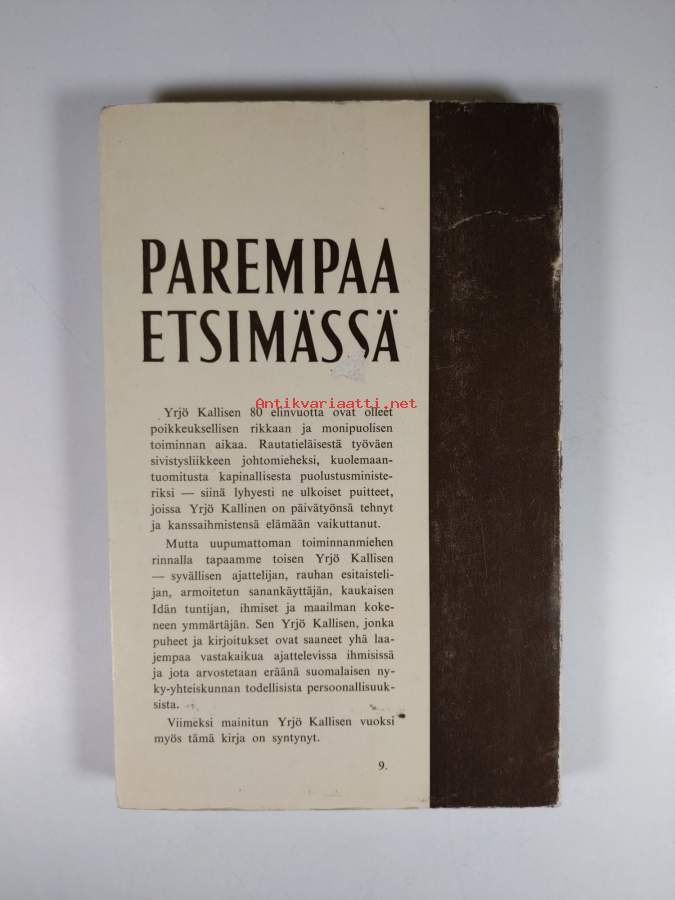 PAREMPAA
ETSIMÄSSÄ
Antikvariaatti.net
Yrjö Kallisen 80 elinvuotta ovat olleet
poikkeuksellisen rikkaan ja monipuolisen
toiminnan aikaa. Rautatieläisestä työväen
sivistysliikkeen johtomieheksi, kuolemaan-
tuomitusta kapinallisesta puolustusministe-
riksi — siinä lyhyesti ne ulkoiset puitteet,
joissa Yrjö Kallinen on päivätyönsä tehnyt
ja kanssaihmistensä elämään vaikuttanut.
Mutta uupumattoman toiminnanmiehen
rinnalla tapaamme toisen Yrjö Kallisen
— syvällisen ajattelijan, rauhan esitaisteli-
jan, armoitetun sanankäyttäjän, kaukaisen
Idän tuntijan, ihmiset ja maailman koke-
neen ymmärtäjän. Sen Yrjö Kallisen, jonka
puheet ja kirjoitukset ovat saaneet yhä laa-
jempaa vastakaikua ajattelevissa ihmisissä
ja jota arvostetaan eräänä suomalaisen ny-
ky-yhteiskunnan todellisista persoonallisuuk-
sista.
Viimeksi mainitun Yrjö Kallisen vuoksi
myös tämä kirja on syntynyt.
9.